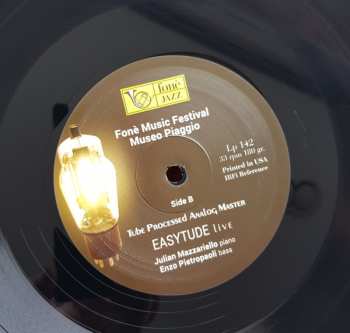 fonè
JAZZ
Fonè Music Festival
Museo Piaggio
Lp 142
33 rpm 180 gr.
Printed in USA
HIFI Reference
Side B
Tube Processed Analog Master
EASYTUDE live
Julian Mazzariello piano
Enzo Pietropaoli bass